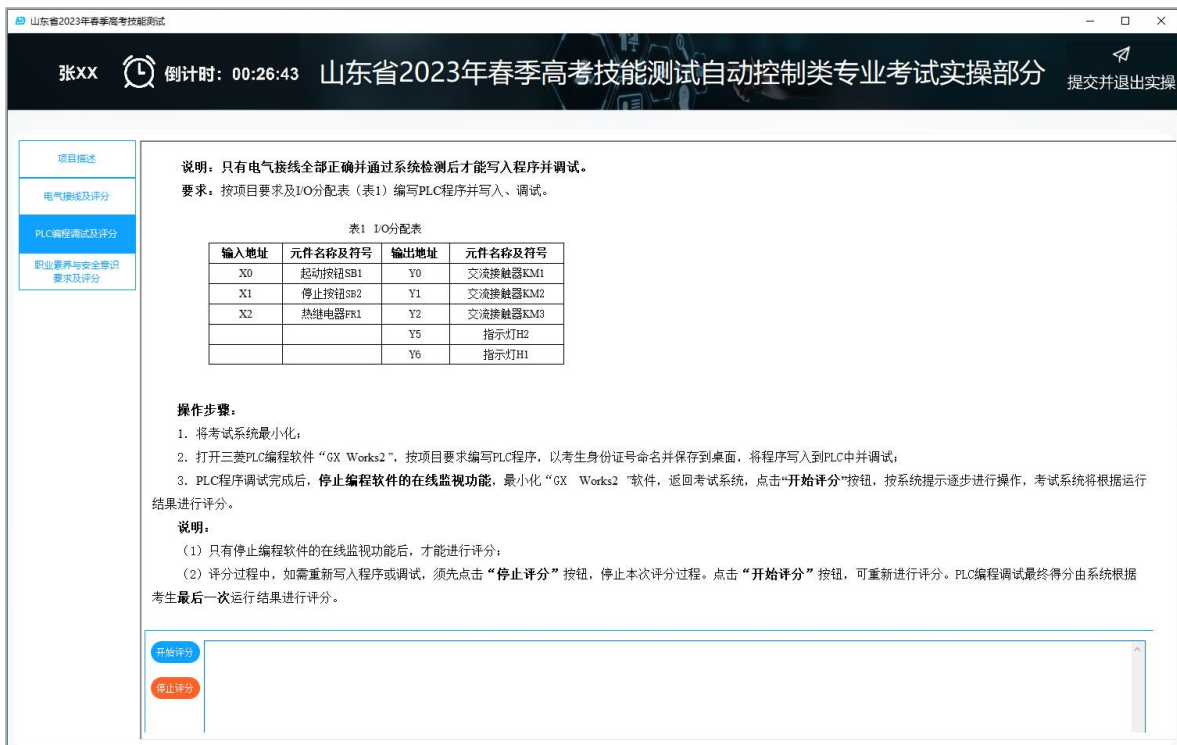 山东省2023年春季高考技能测试
张XX 倒计时：00:26:43 山东省2023年春季高考技能测试自动控制类专业考试实操部分 提交并退出实操
项目描述
电气接线及评分
PLC编程调试及评分
职业素养与安全意识
要求及评分
说明：只有电气接线全部正确并通过系统检测后才能写入程序并调试。
要求：按项目要求及I/O分配表（表1）编写PLC程序并写入、调试。
表1 I/O分配表
输入地址 元件名称及符号 输出地址 元件名称及符号
X0 起动按钮SB1 Y0 交流接触器KM1
X1 停止按钮SB2 Y1 交流接触器KM2
X2 热继电器FR1 Y2 交流接触器KM3
Y5 指示灯H2
Y6 指示灯H1
操作步骤：
1. 将考试系统最小化；
2. 打开三菱PLC编程软件“GX Works2”，按项目要求编写PLC程序，以考生身份证号命名并保存到桌面，将程序写入到PLC中并调试；
3. PLC程序调试完成后，停止编程软件的在线监视功能，最小化“GX Works2 ”软件，返回考试系统，点击“开始评分”按钮，按系统提示逐步进行操作，考试系统将根据运行
结果进行评分。
说明：
（1）只有停止编程软件的在线监视功能后，才能进行评分；
（2）评分过程中，如需重新写入程序或调试，须先点击“停止评分”按钮，停止本次评分过程。点击“开始评分”按钮，可重新进行评分。PLC编程调试最终得分由系统根据
考生最后一次运行结果进行评分。
开始评分
停止评分